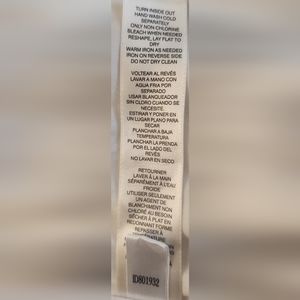 TURN INSIDE OUT
HAND WASH COLD
SEPARATELY
ONLY NON-CHLORINE
BLEACH WHEN NEEDED
RESHAPE, LAY FLAT TO
DRY
WARM IRON AS NEEDED
IRON ON REVERSE SIDE
DO NOT DRY CLEAN
VOLTEAR AL REVÉS
LAVAR A MANO CON
AGUA FRIA POR
SEPARADO
USAR BLANQUEADOR
SIN CLORO CUANDO SE
NECESITE.
ESTIRAR Y PONER EN
UN LUGAR PLANO PARA
SECAR
PLANCHAR A BAJA
TEMPERATURA
PLANCHAR LA PRENDA
POR EL LADO DEL
REVÉS
NO LAVAR EN SECO
RETOURNER
LAVER À LA MAIN
SÉPARÉMENT À L'EAU
FROIDE
UTILISER SEULEMENT
UN AGENT DE
BLANCHIMENT NON
CHLORÉ AU BESOIN
SÉCHER À PLAT EN
REDONNANT FORME
REPASSER À
TEMPÉRATURE
ID801932